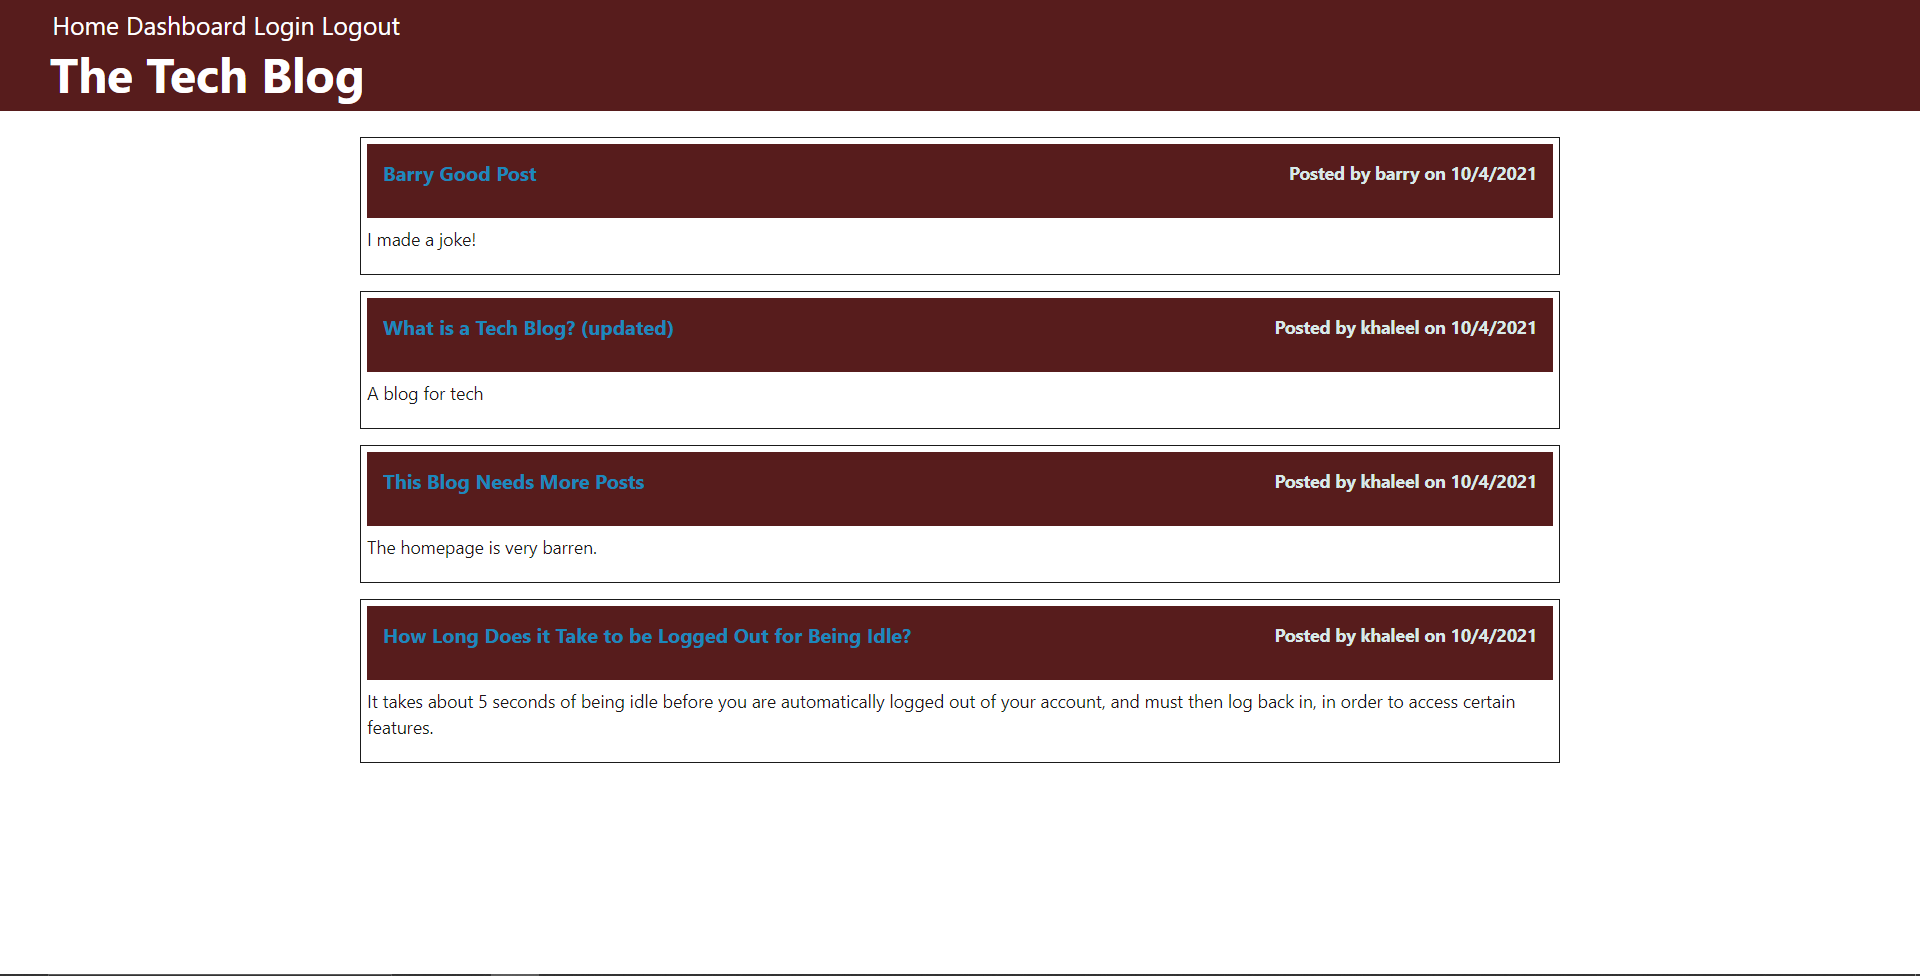 Home Dashboard Login Logout
The Tech Blog
Barry Good Post
Posted by barry on 10/4/2021
I made a joke!
What is a Tech Blog? (updated)
Posted by khaleel on 10/4/2021
A blog for tech
This Blog Needs More Posts
Posted by khaleel on 10/4/2021
The homepage is very barren.
How Long Does it Take to be Logged Out for Being Idle?
Posted by khaleel on 10/4/2021
It takes about 5 seconds of being idle before you are automatically logged out of your account, and must then log back in, in order to access certain
features.